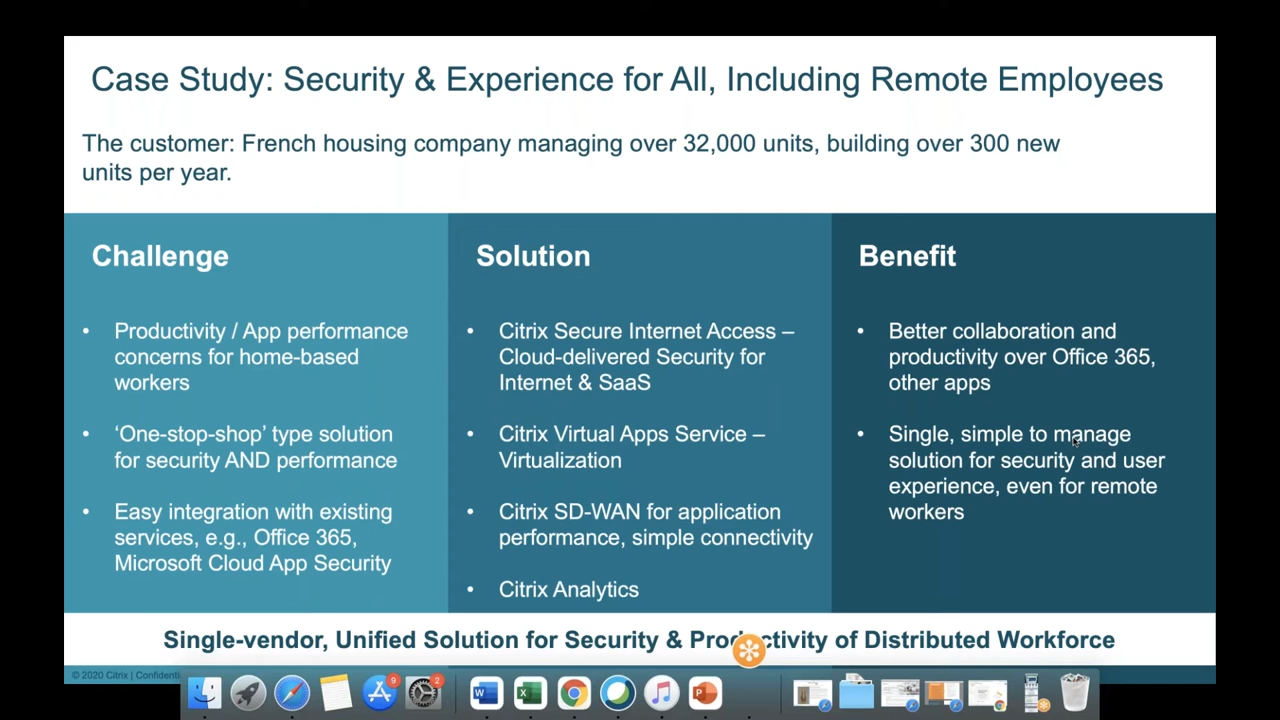 Case Study: Security & Experience for All, Including Remote Employees
The customer: French housing company managing over 32,000 units, building over 300 new
units per year.
Challenge
• Productivity / App performance
concerns for home-based
workers
• ‘One-stop-shop’ type solution
for security AND performance
• Easy integration with existing
services, e.g., Office 365,
Microsoft Cloud App Security
Solution
• Citrix Secure Internet Access –
Cloud-delivered Security for
Internet & SaaS
• Citrix Virtual Apps Service –
Virtualization
• Citrix SD-WAN for application
performance, simple connectivity
• Citrix Analytics
Benefit
• Better collaboration and
productivity over Office 365,
other apps
• Single, simple to manage
solution for security and user
experience, even for remote
workers
Single-vendor, Unified Solution for Security & Productivity of Distributed Workforce
© 2020 Citrix | Confidenti
9
2
W
X
P